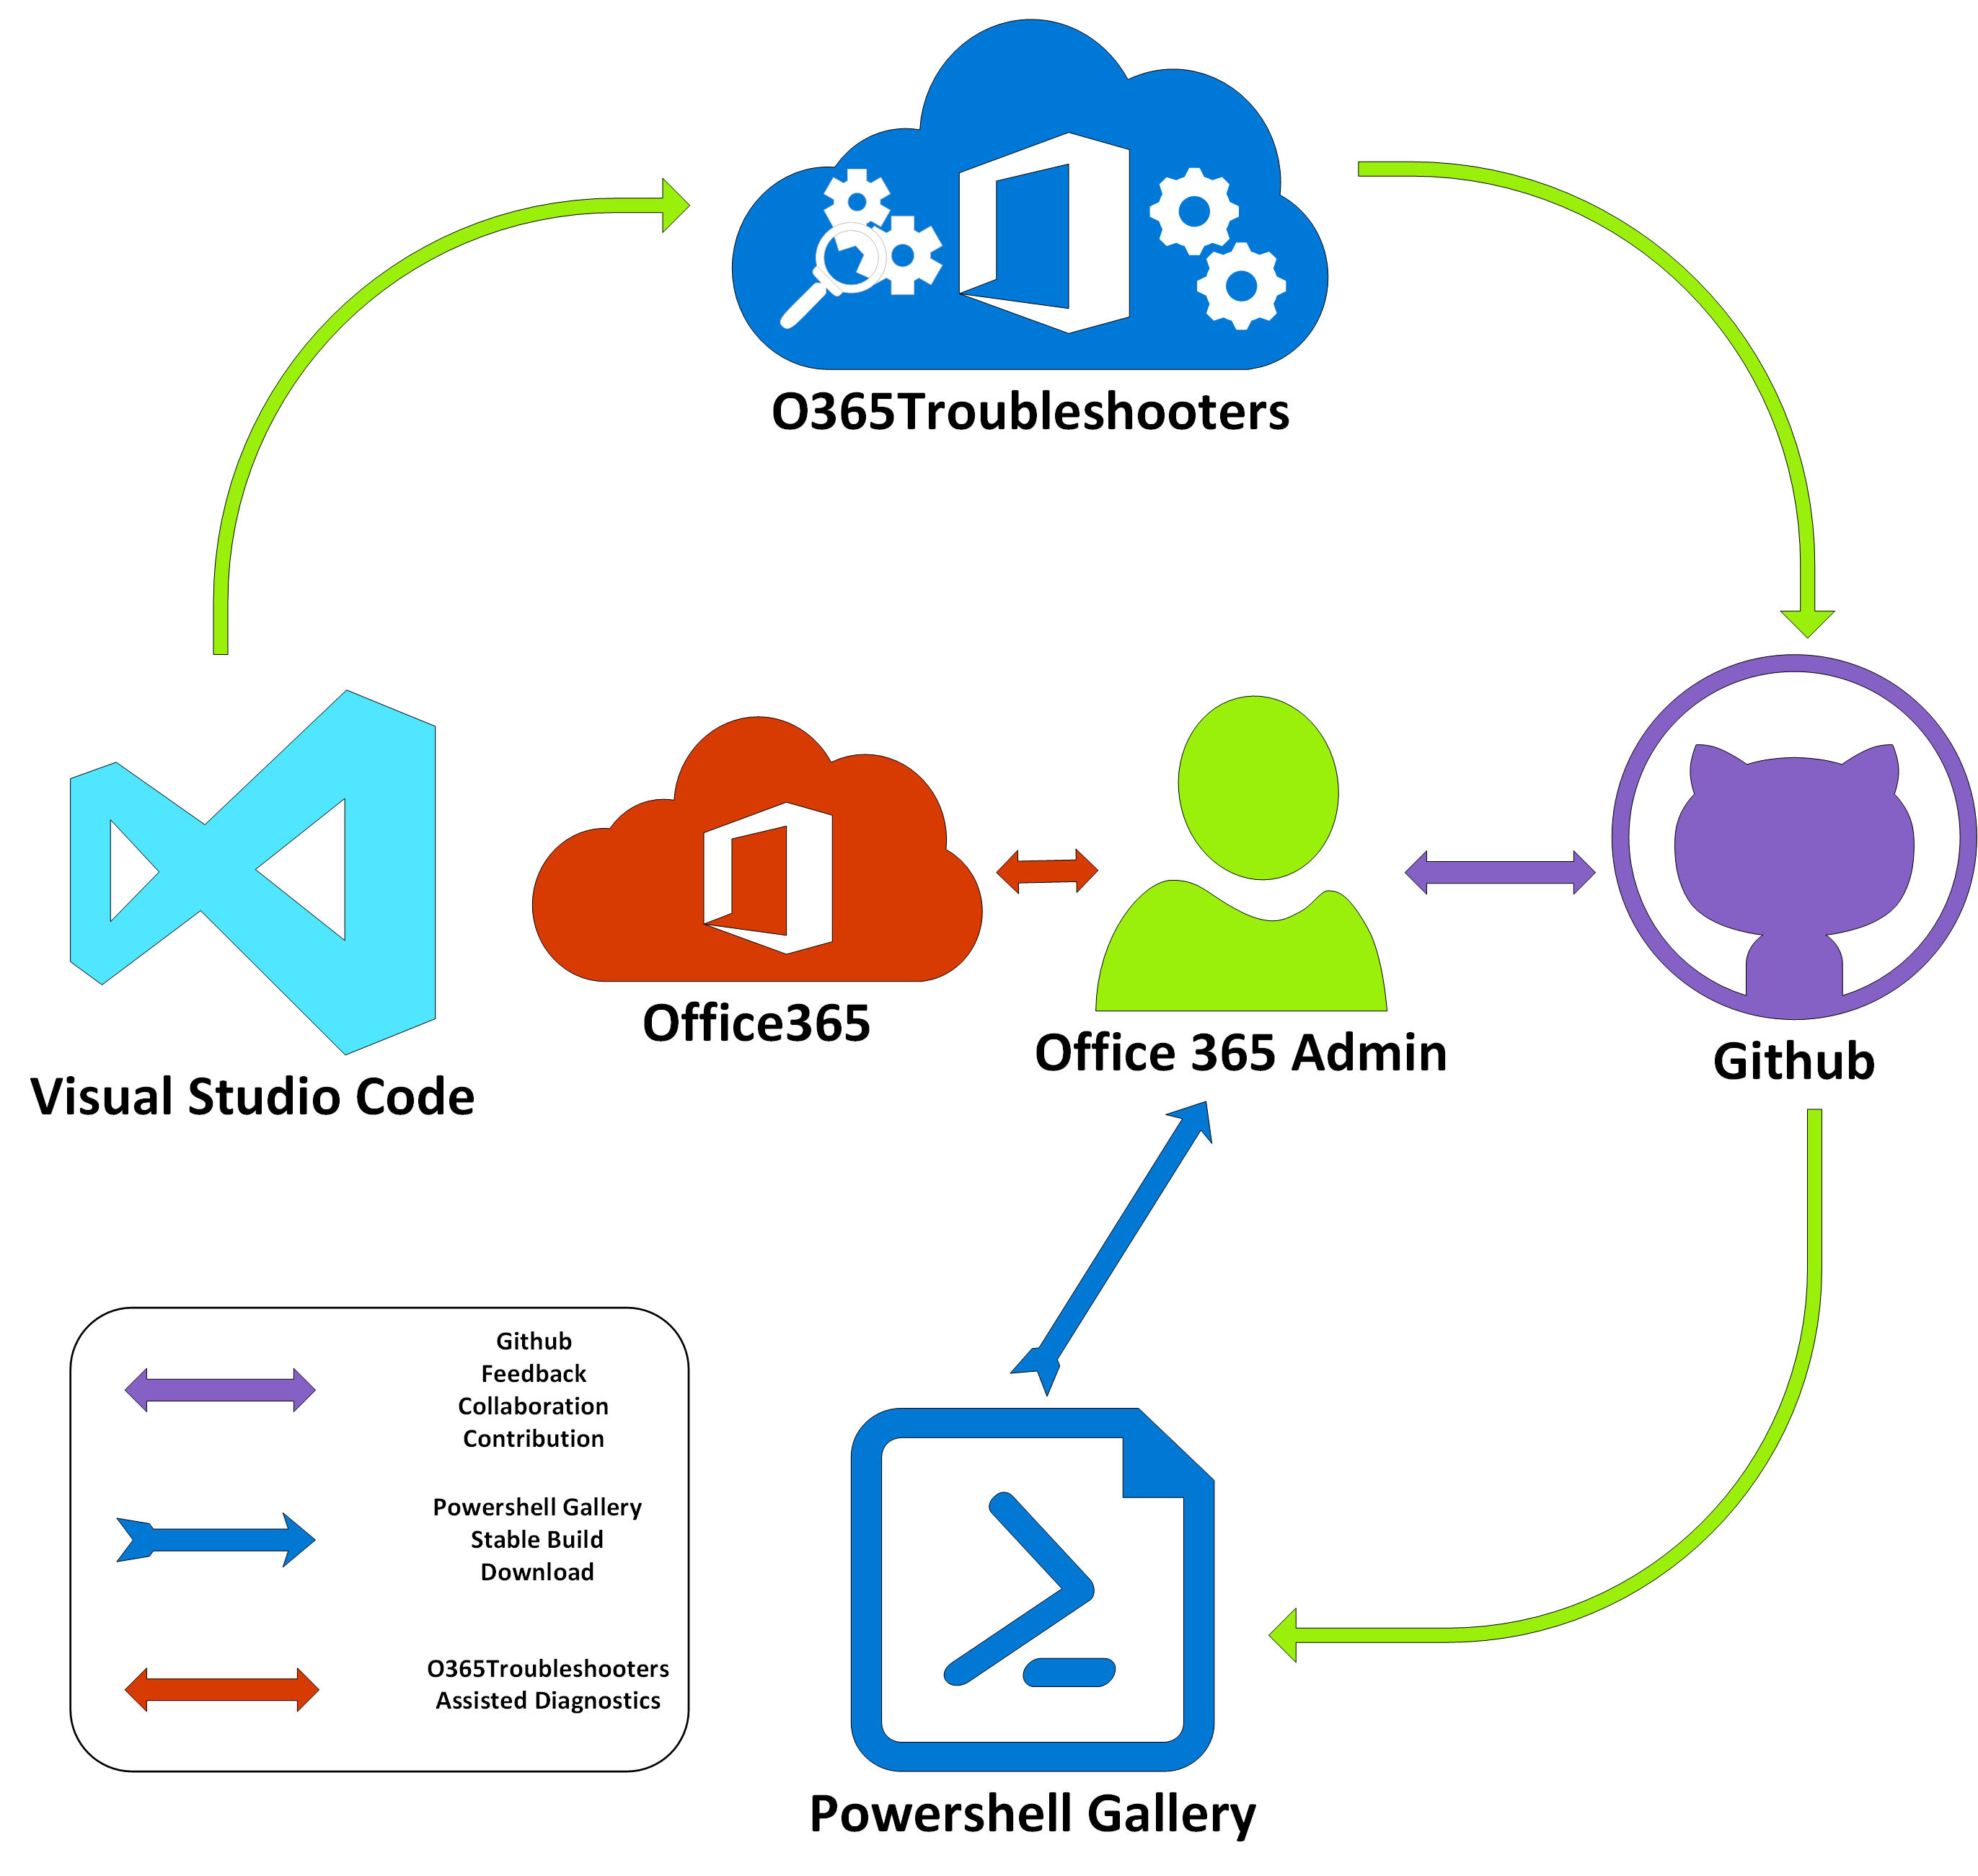 O365Troubleshooters
Office365
Office 365 Admin
Github
Visual Studio Code
Github
Feedback
Collaboration
Contribution
Powershell Gallery
Stable Build
Download
O365Troubleshooters
Assisted Diagnostics
Powershell Gallery